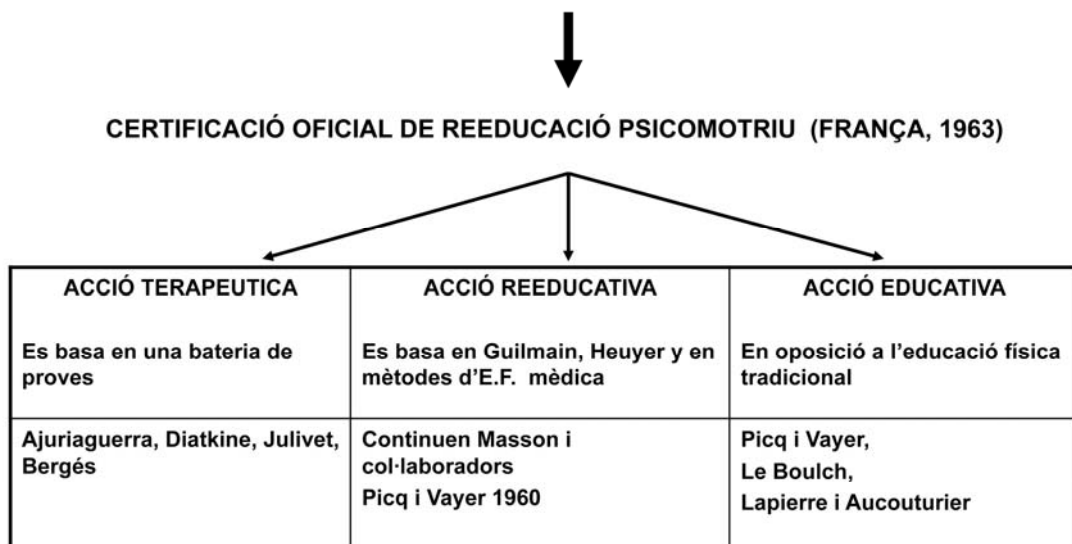 CERTIFICACIÓ OFICIAL DE REEDUCACIÓ PSICOMOTRIU (FRANÇA, 1963)
ACCIÓ TERAPEUTICA
Es basa en una bateria de
proves
ACCIÓ REEDUCATIVA
Es basa en Guilmain, Heuyer y en
mètodes d'E.F. mèdica
ACCIÓ EDUCATIVA
En oposició a l'educació física
tradicional
Ajuriaguerra, Diatkine, Julivet,
Bergés
Continuen Masson i
col·laboradors
Picq i Vayer 1960
Picq i Vayer,
Le Boulch,
Lapierre i Aucouturier